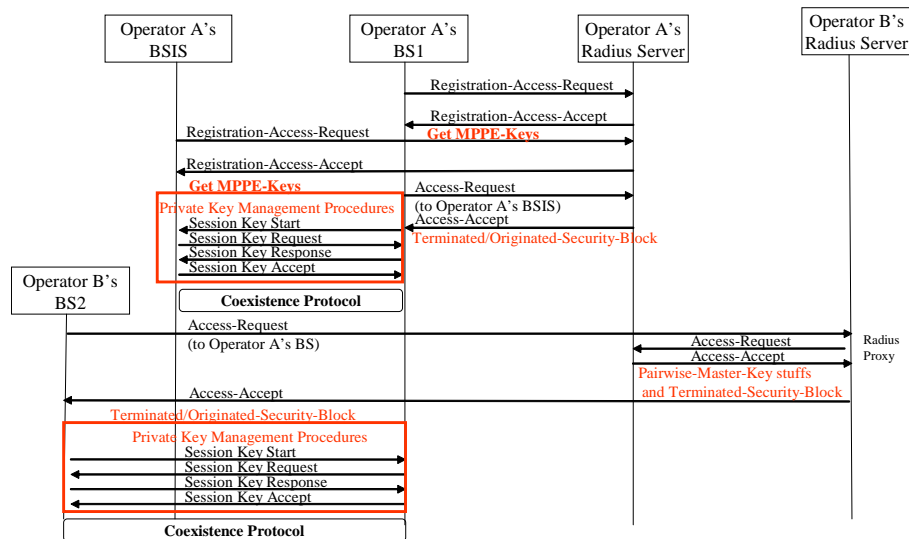 Operator A's
BSIS
Operator A's
BS1
Operator A's
Radius Server
Operator B's
Radius Server
Registration-Access-Request
Registration-Access-Accept
Registration-Access-Request
Get MPPE-Keys
Registration-Access-Accept
Get MPPE-Keys
Access-Request
(to Operator A's BSIS)
Private Key Management Procedures
Access-Accept
Session Key Start
Terminated/Originated-Security-Block
Session Key Request
Session Key Response
Session Key Accept
Operator B's
BS2
Coexistence Protocol
Access-Request
(to Operator A's BS)
Access-Request
Radius
Proxy
Access-Accept
Pairwise-Master-Key stuffs
and Terminated-Security-Block
Access-Accept
Terminated/Originated-Security-Block
Private Key Management Procedures
Session Key Start
Session Key Request
Session Key Response
Session Key Accept
Coexistence Protocol